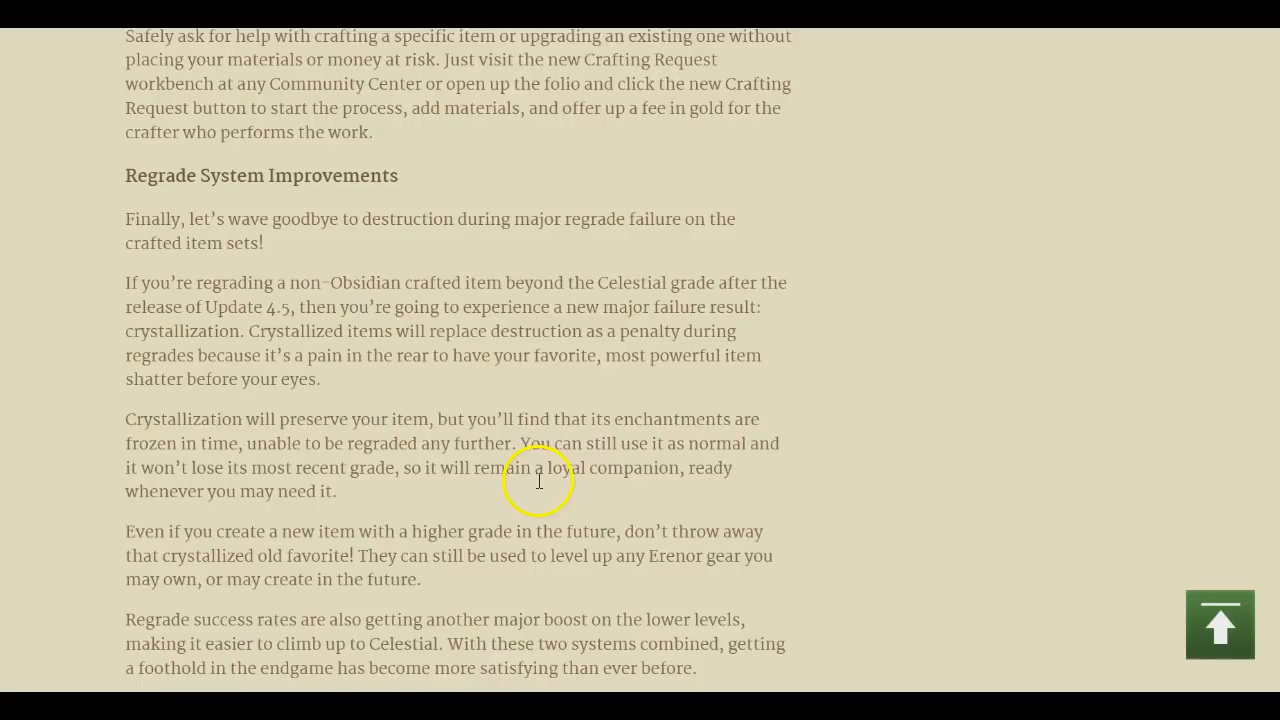 Safely ask for help with crafting a specific item or upgrading an existing one without
placing your materials or money at risk. Just visit the new Crafting Request
workbench at any Community Center or open up the folio and click the new Crafting
Request button to start the process, add materials, and offer up a fee in gold for the
crafter who performs the work.
Regrade System Improvements
Finally, let’s wave goodbye to destruction during major regrade failure on the
crafted item sets!
If you’re regrading a non-Obsidian crafted item beyond the Celestial grade after the
release of Update 4.5, then you’re going to experience a new major failure result:
crystallization. Crystallized items will replace destruction as a penalty during
regrades because it’s a pain in the rear to have your favorite, most powerful item
shatter before your eyes.
Crystallization will preserve your item, but you’ll find that its enchantments are
frozen in time, unable to be regraded any further. You can still use it as normal and
it won’t lose its most recent grade, so it will remain a loyal companion, ready
whenever you may need it.
Even if you create a new item with a higher grade in the future, don’t throw away
that crystallized old favorite! They can still be used to level up any Erenor gear you
may own, or may create in the future.
Regrade success rates are also getting another major boost on the lower levels,
making it easier to climb up to Celestial. With these two systems combined, getting
a foothold in the endgame has become more satisfying than ever before.